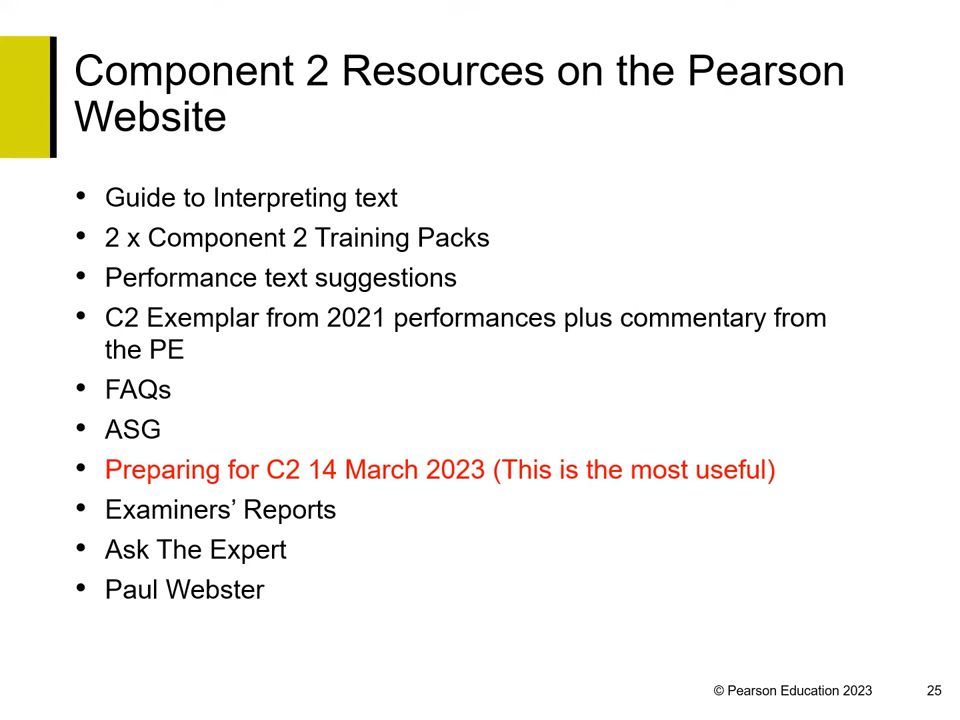 Component 2 Resources on the Pearson
Website
• Guide to Interpreting text
• 2 x Component 2 Training Packs
• Performance text suggestions
• C2 Exemplar from 2021 performances plus commentary from
the PE
• FAQs
• ASG
• Preparing for C2 14 March 2023 (This is the most useful)
• Examiners’ Reports
• Ask The Expert
• Paul Webster
© Pearson Education 2023 25